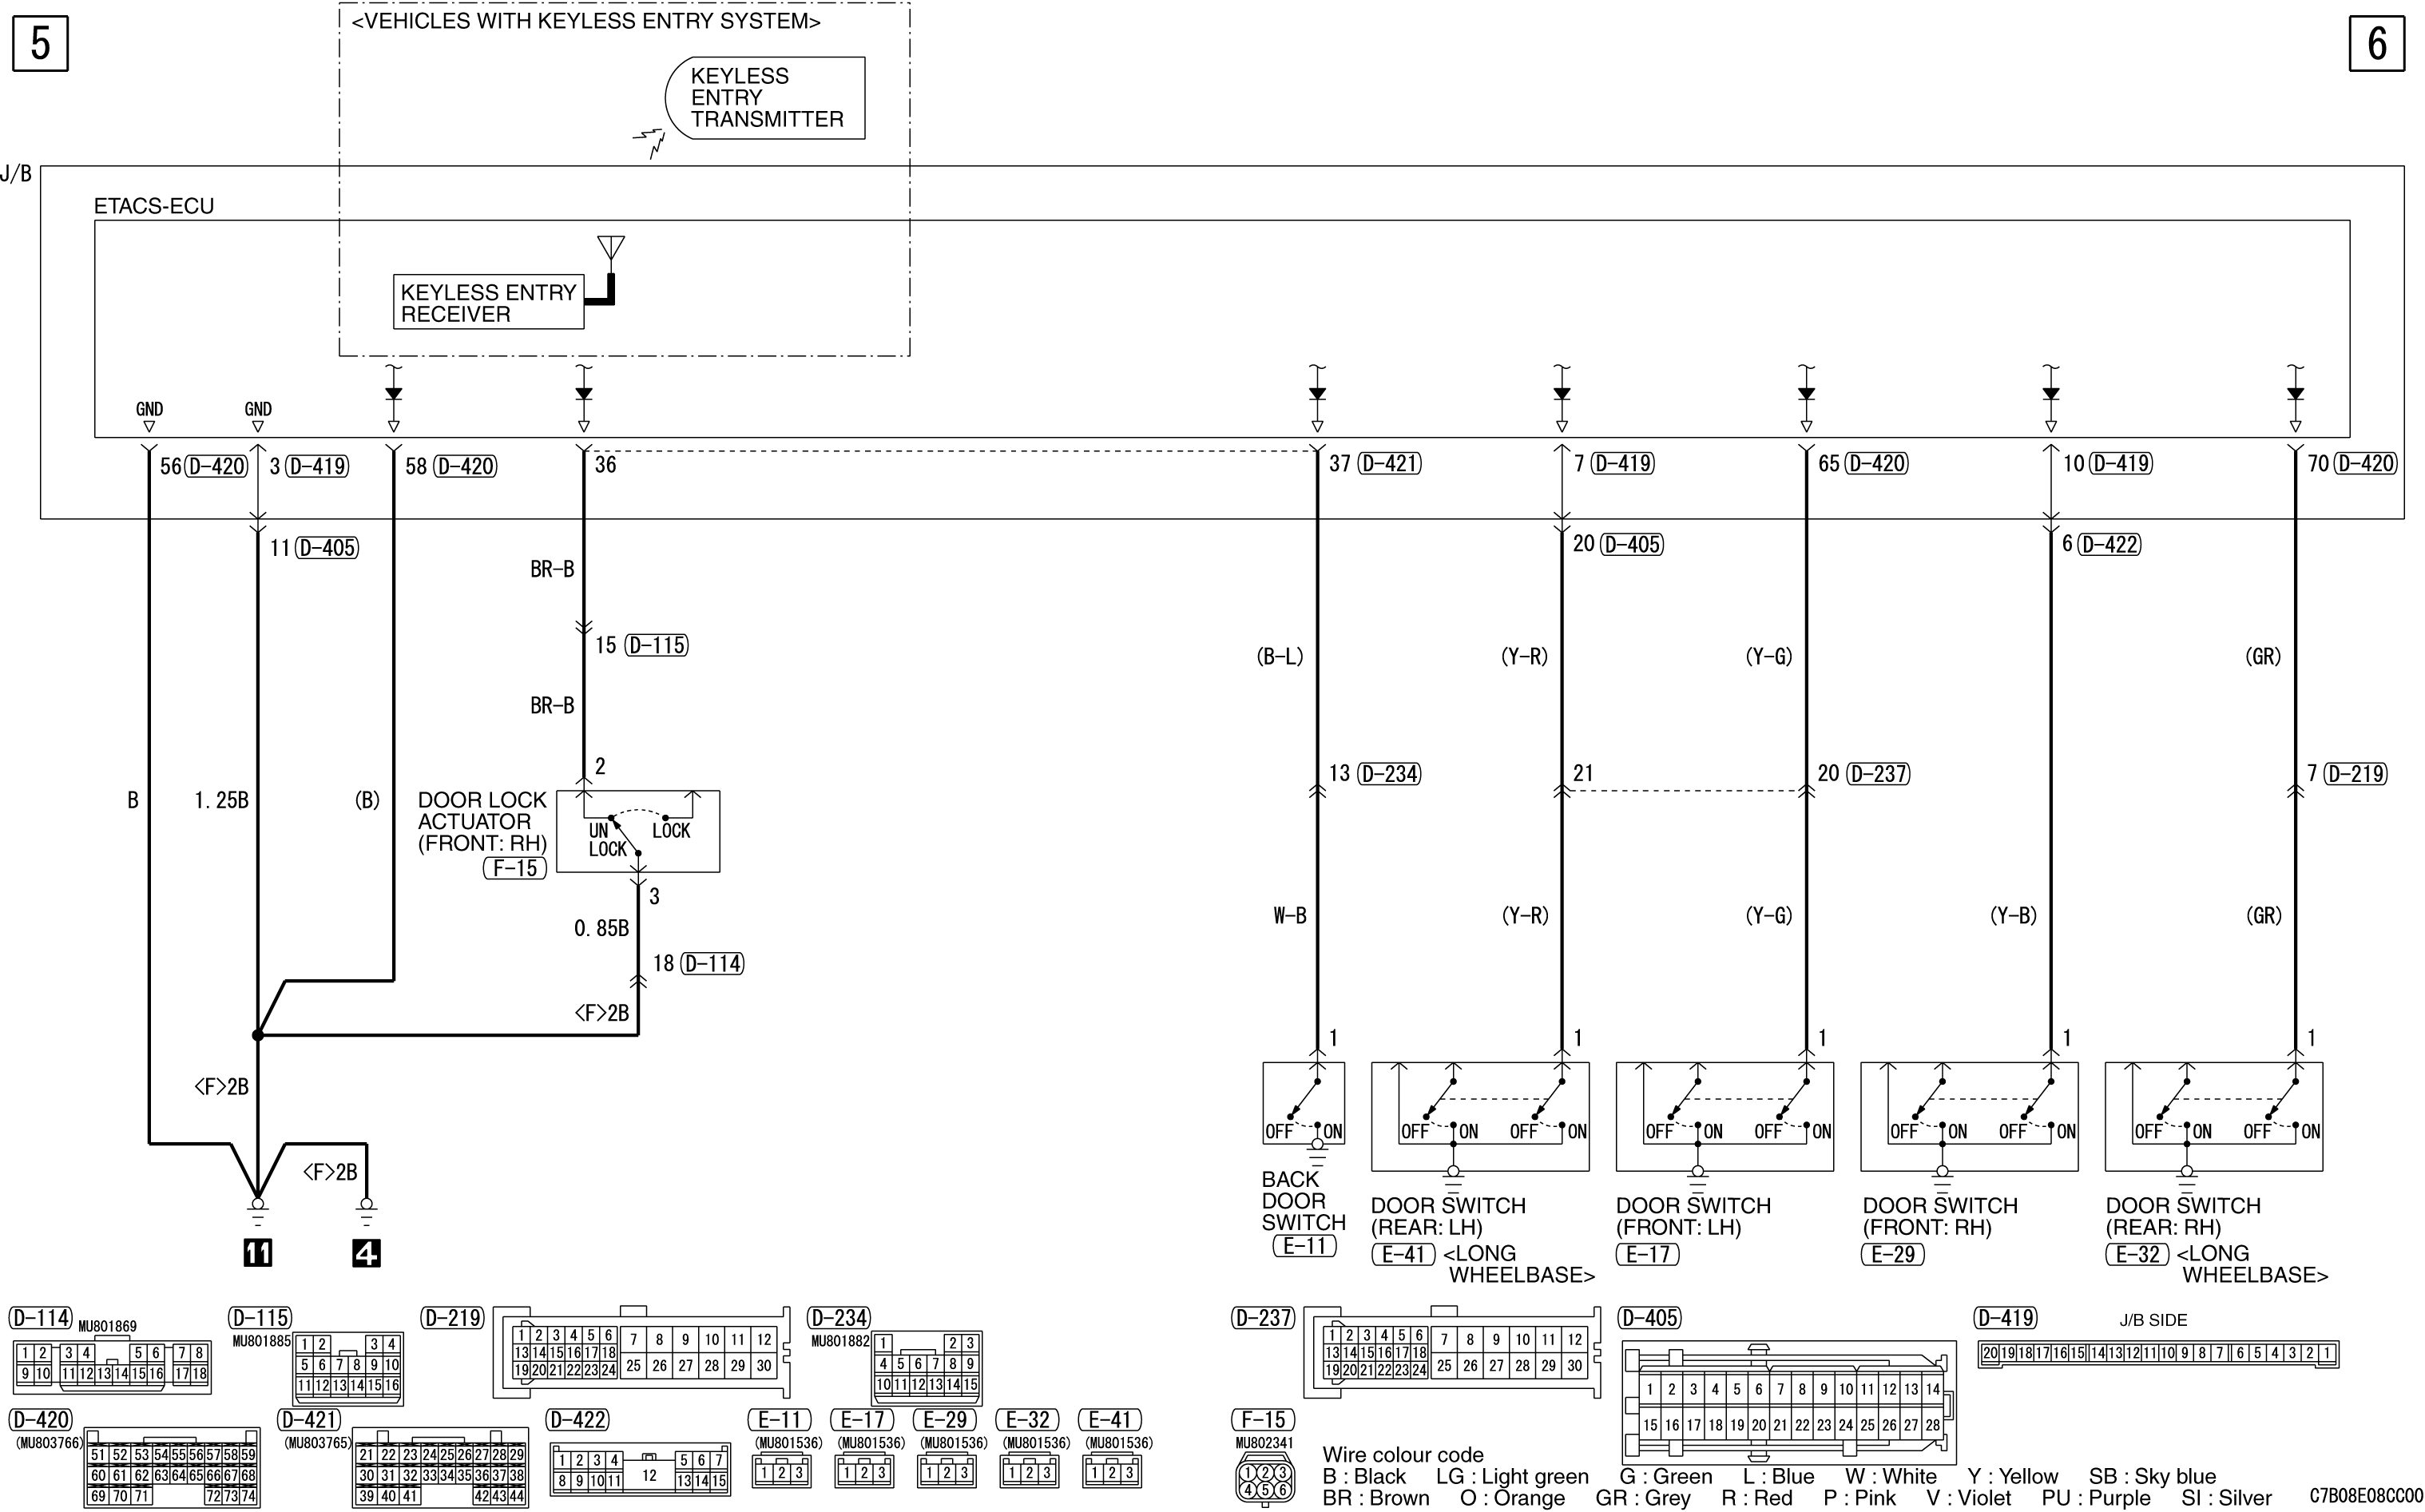 5
6
<VEHICLES WITH KEYLESS ENTRY SYSTEM>
KEYLESS
ENTRY
TRANSMITTER
J/B
ETACS-ECU
KEYLESS ENTRY
RECEIVER
GND GND
56 D-420 3 D-419 58 D-420 36 37 D-421 7 D-419 65 D-420 10 D-419 70 D-420
11 D-405 20 D-405 6 D-422
BR-B
15 D-115
(B-L) (Y-R) (Y-G) (GR)
BR-B
2 13 D-234 21 20 D-237 7 D-219
B 1.25B (B)
DOOR LOCK
ACTUATOR
(FRONT: RH)
F-15
UN
LOCK
LOCK
3
0.85B W-B (Y-R) (Y-G) (Y-B) (GR)
18 D-114
<F>2B
1 1 1 1 1
<F>2B
OFF ON OFF ON OFF ON OFF ON OFF ON OFF ON OFF ON OFF ON OFF ON
<F>2B
11 4
BACK
DOOR
SWITCH
E-11
DOOR SWITCH
(REAR: LH)
E-41 <LONG
WHEELBASE>
DOOR SWITCH
(FRONT: LH)
E-17
DOOR SWITCH
(FRONT: RH)
E-29
DOOR SWITCH
(REAR: RH)
E-32 <LONG
WHEELBASE>
D-114
MU801869
1 2 3 4 5 6 7 8
9 10 11 12 13 14 15 16 17 18
D-115
MU801885
1 2 3 4
5 6 7 8 9 10
11 12 13 14 15 16
D-219
1 2 3 4 5 6 7 8 9 10 11 12
13 14 15 16 17 18
19 20 21 22 23 24 25 26 27 28 29 30
D-234
MU801882
1 2 3
4 5 6 7 8 9
10 11 12 13 14 15
D-237
1 2 3 4 5 6 7 8 9 10 11 12
13 14 15 16 17 18
19 20 21 22 23 24 25 26 27 28 29 30
D-405
1 2 3 4 5 6 7 8 9 10 11 12 13 14
15 16 17 18 19 20 21 22 23 24 25 26 27 28
D-419
J/B SIDE
20 19 18 17 16 15 14 13 12 11 10 9 8 7 6 5 4 3 2 1
D-420
(MU803766)
51 52 53 54 55 56 57 58 59
60 61 62 63 64 65 66 67 68
69 70 71 72 73 74
D-421
(MU803765)
21 22 23 24 25 26 27 28 29
30 31 32 33 34 35 36 37 38
39 40 41 42 43 44
D-422
1 2 3 4 5 6 7
8 9 10 11 12 13 14 15
E-11
(MU801536)
1 2 3
E-17
(MU801536)
1 2 3
E-29
(MU801536)
1 2 3
E-32
(MU801536)
1 2 3
E-41
(MU801536)
1 2 3
F-15
MU802341
1 2 3
4 5 6
Wire colour code
B : Black LG : Light green G : Green L : Blue W : White Y : Yellow SB : Sky blue
BR : Brown O : Orange GR : Grey R : Red P : Pink V : Violet PU : Purple SI : Silver
C7B08E08CC00